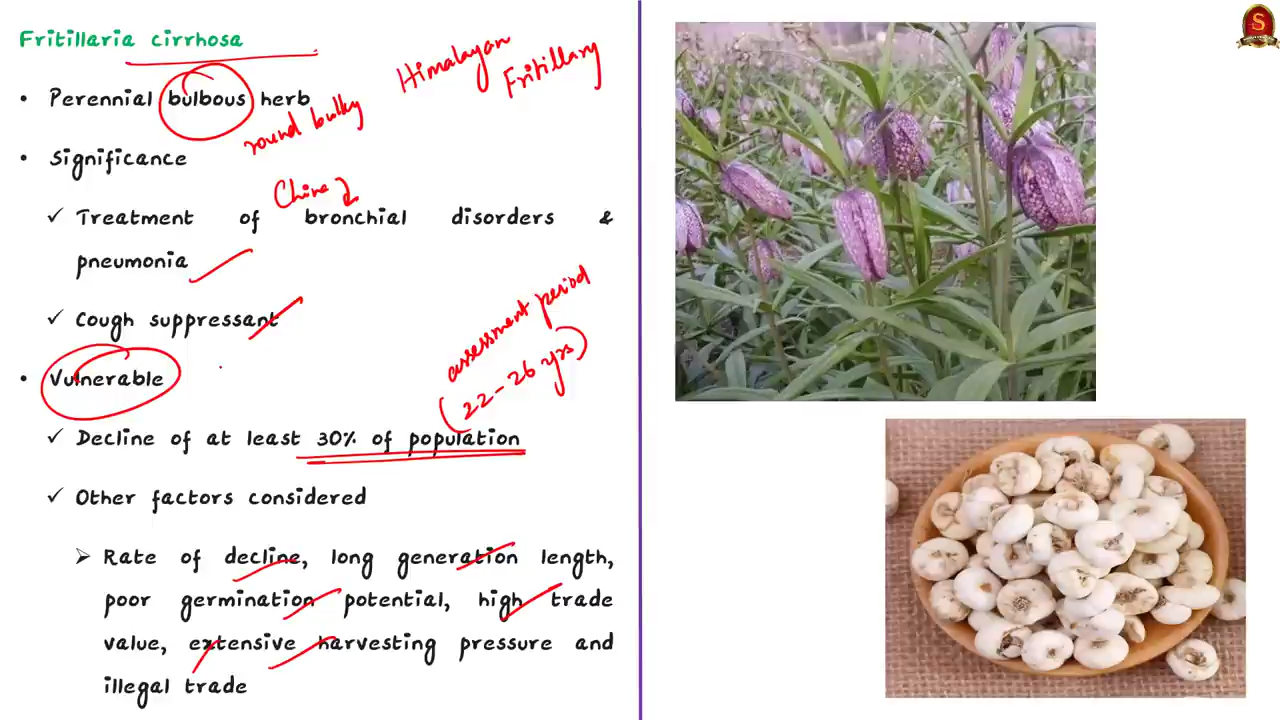 Fritillaria cirrhosa
Himalayan
Fritillary
• Perennial bulbous herb
round bulky
• Significance
China
✓ Treatment of bronchial disorders &
pneumonia
✓ Cough suppressant
assessment period
(22-26 yrs)
• Vulnerable
✓ Decline of at least 30% of population
✓ Other factors considered
➢ Rate of decline, long generation length,
poor germination potential, high trade
value, extensive harvesting pressure and
illegal trade
S